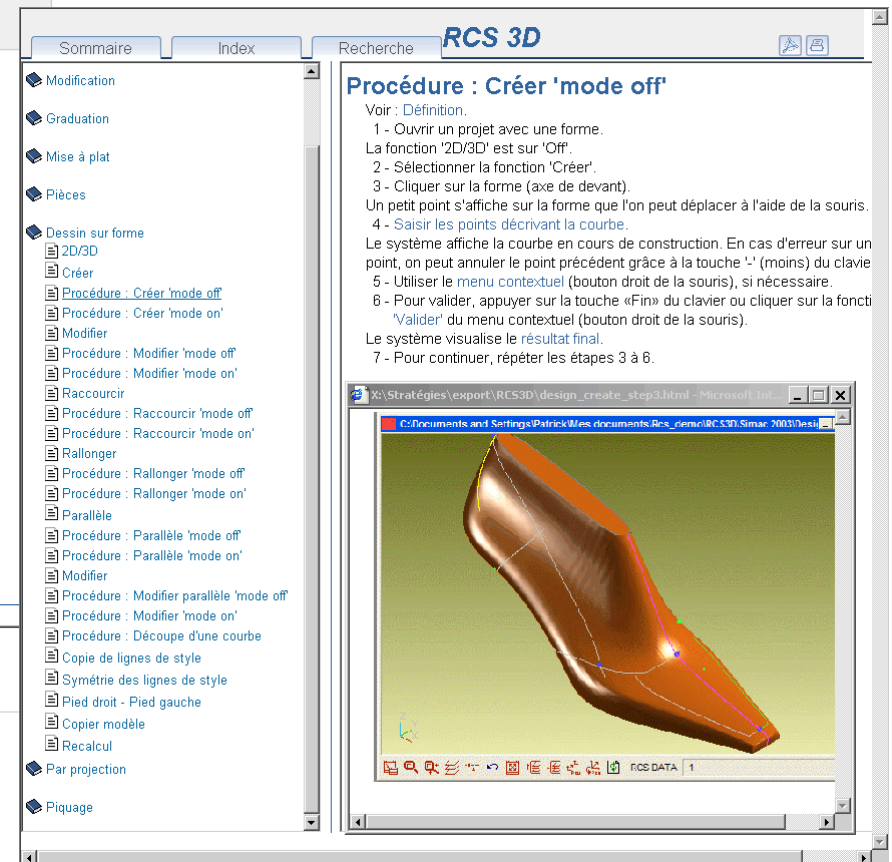 Sommaire
Index
Recherche
RCS 3D
Modification
Graduation
Mise à plat
Pièces
Dessin sur forme
2D/3D
Créer
Procédure : Créer 'mode off'
Procédure : Créer 'mode on'
Modifier
Procédure : Modifier 'mode off'
Procédure : Modifier 'mode on'
Raccourcir
Procédure : Raccourcir 'mode off'
Procédure : Raccourcir 'mode on'
Rallonger
Procédure : Rallonger 'mode off'
Procédure : Rallonger 'mode on'
Parallèle
Procédure : Parallèle 'mode off'
Procédure : Parallèle 'mode on'
Modifier
Procédure : Modifier parallèle 'mode off'
Procédure : Modifier 'mode on'
Procédure : Découpe d'une courbe
Copie de lignes de style
Symétrie des lignes de style
Pied droit - Pied gauche
Copier modèle
Recalcul
Par projection
Piquage
Procédure : Créer 'mode off'
Voir : Définition.
1 - Ouvrir un projet avec une forme.
La fonction '2D/3D' est sur 'Off'.
2 - Sélectionner la fonction 'Créer'.
3 - Cliquer sur la forme (axe de devant).
Un petit point s'affiche sur la forme que l'on peut déplacer à l'aide de la souris.
4 - Saisir les points décrivant la courbe.
Le système affiche la courbe en cours de construction. En cas d'erreur sur un
point, on peut annuler le point précédent grâce à la touche '-' (moins) du clavie
5 - Utiliser le menu contextuel (bouton droit de la souris), si nécessaire.
6 - Pour valider, appuyer sur la touche «Fin» du clavier ou cliquer sur la foncti
'Valider' du menu contextuel (bouton droit de la souris).
Le système visualise le résultat final.
7 - Pour continuer, répéter les étapes 3 à 6.
X:\Stratégies\export\RCS3D\design_create_step3.html - Microsoft Int...
C:\Documents and Settings\Patrick\Mes documents\Rcs_demo\RCS3D\Simac 2003\Desig
RCS DATA 1